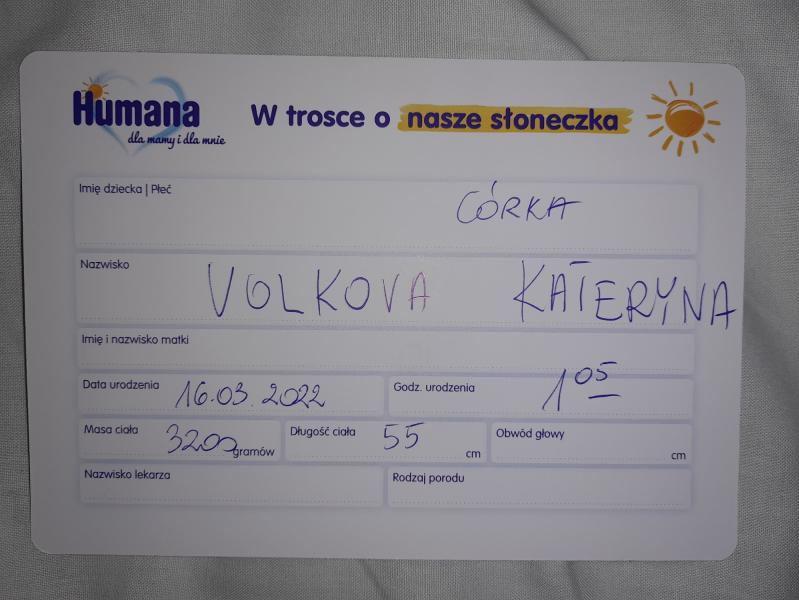 Humana
dla mamy i dla mnie
W trosce o nasze słoneczka
Imię dziecka | Płeć
CÓRKA
Nazwisko
VOLKOVA KATERYNA
Imię i nazwisko matki
Data urodzenia 16.03.2022 Godz. urodzenia 1 05
Masa ciała 3200 gramów Długość ciała 55 cm Obwód głowy cm
Nazwisko lekarza Rodzaj porodu